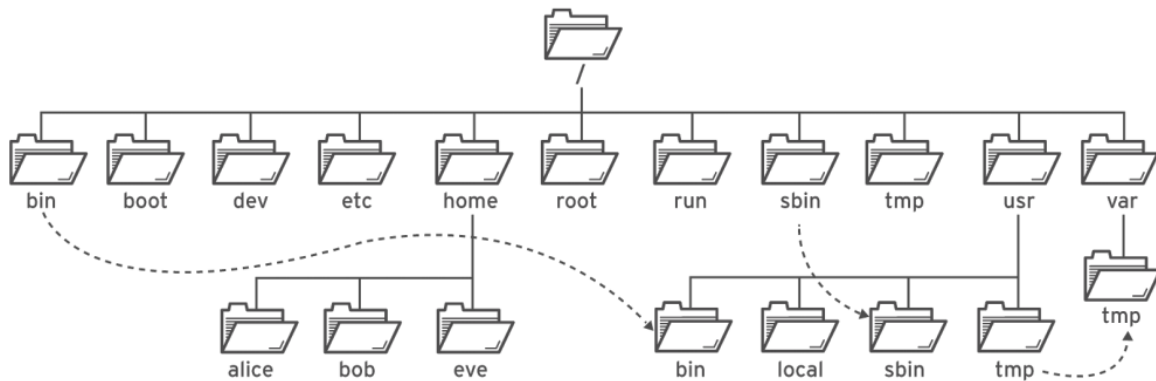 /
bin boot dev etc home root run sbin tmp usr var
tmp
alice bob eve bin local sbin tmp